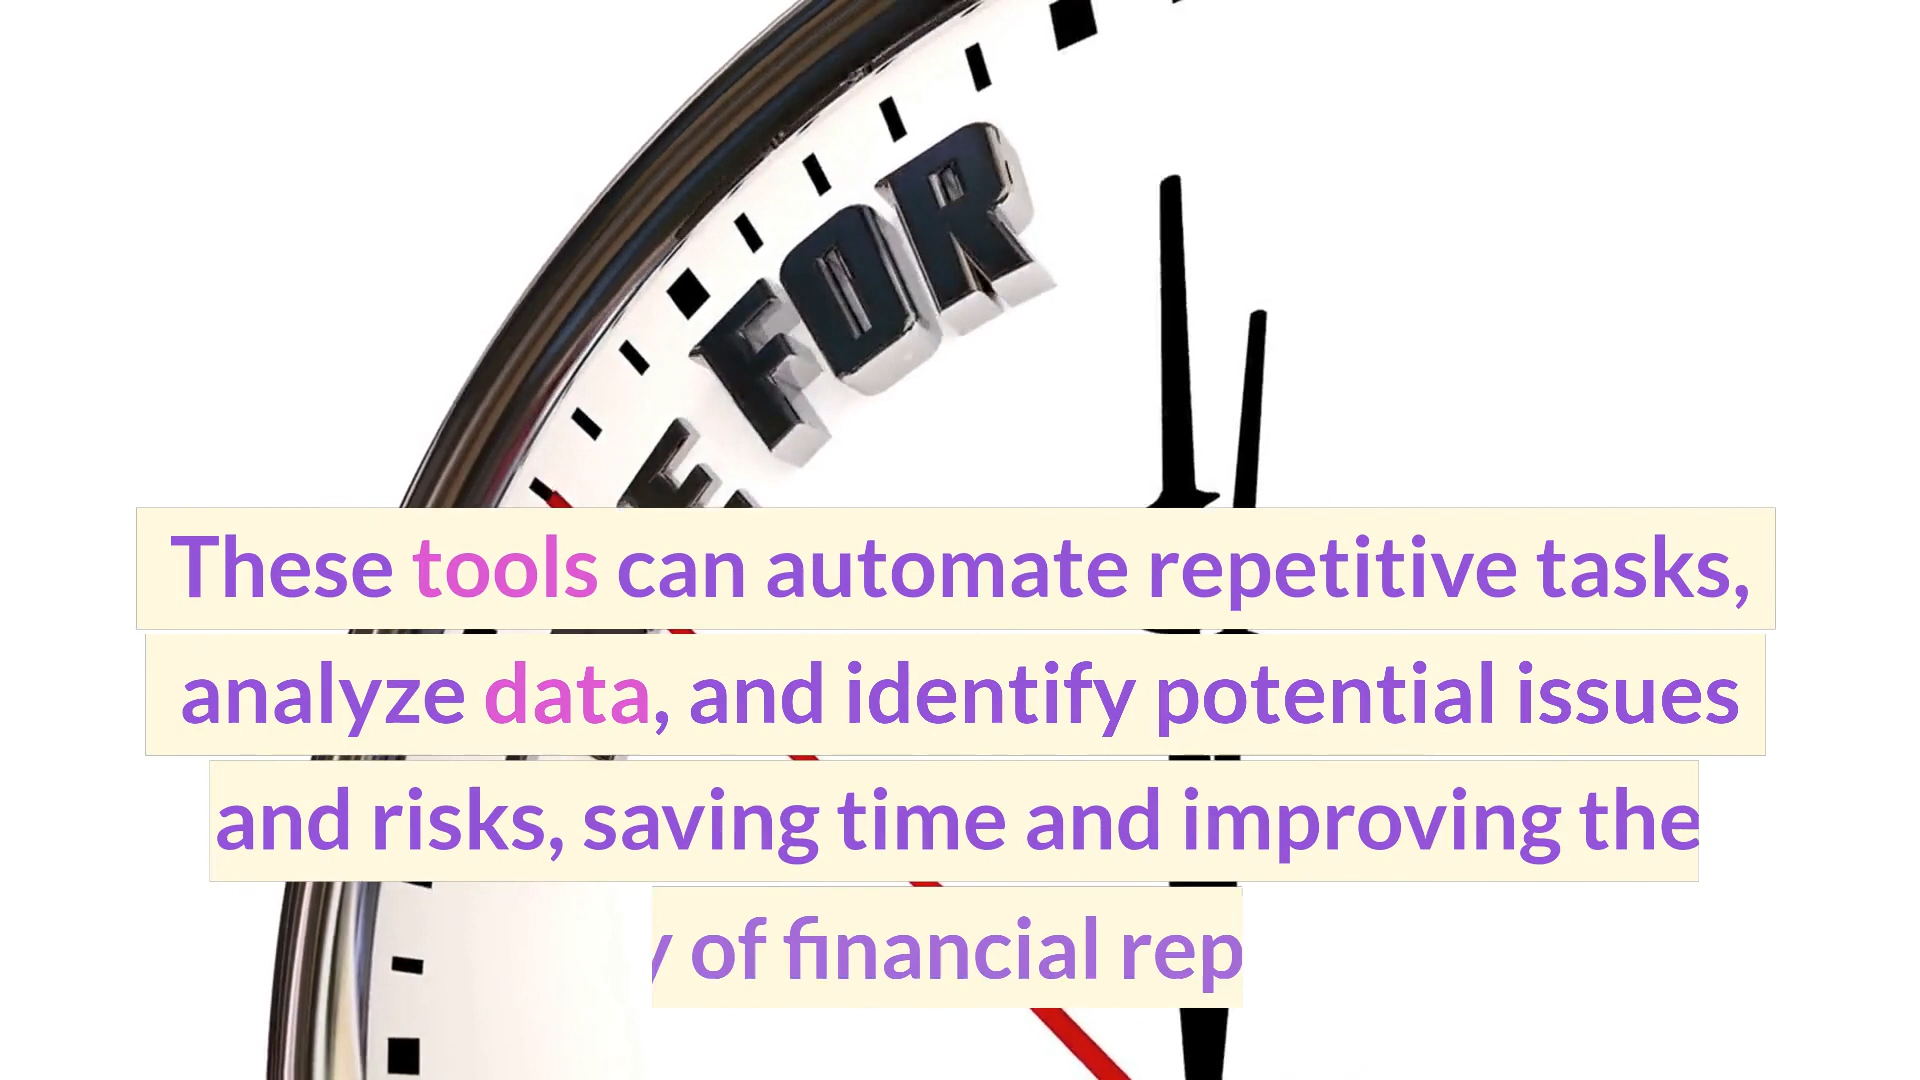 FOR
These tools can automate repetitive tasks,
analyze data, and identify potential issues
and risks, saving time and improving the
of financial rep